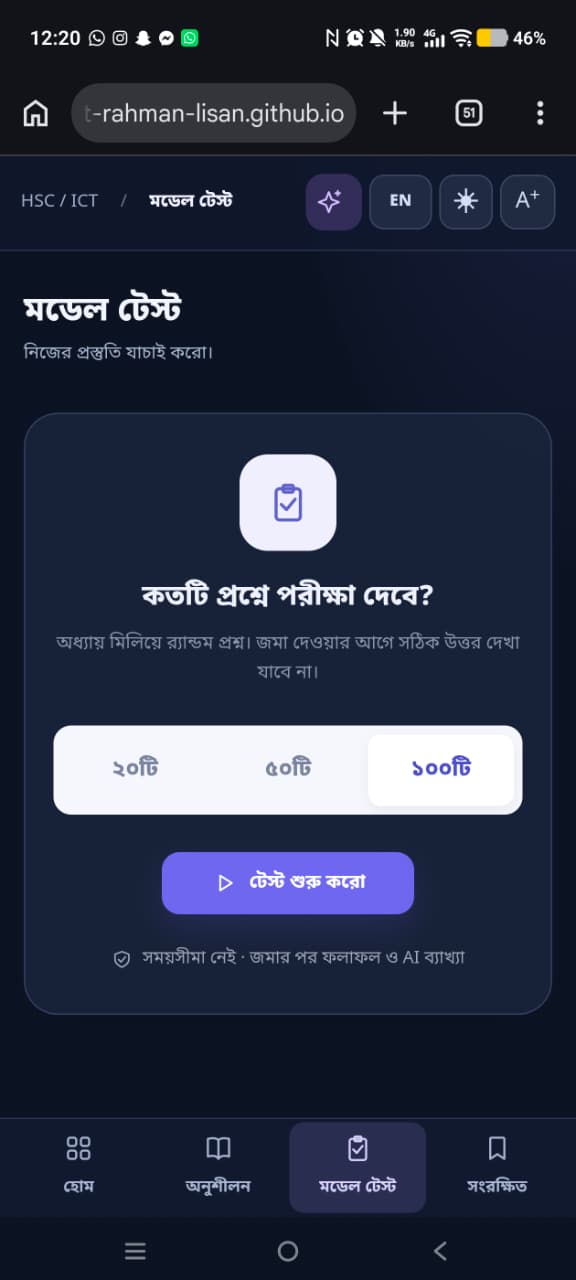 12:20 1.90 KB/s 4G 46%
t-rahman-lisan.github.io 51
HSC / ICT / মডেল টেস্ট EN A+
মডেল টেস্ট
নিজের প্রস্তুতি যাচাই করো।
কতটি প্রশ্নে পরীক্ষা দেবে?
অধ্যায় মিলিয়ে র‍্যান্ডম প্রশ্ন। জমা দেওয়ার আগে সঠিক উত্তর দেখা
যাবে না।
২০টি ৫০টি ১০০টি
টেস্ট শুরু করো
সময়সীমা নেই · জমার পর ফলাফল ও AI ব্যাখ্যা
হোম অনুশীলন মডেল টেস্ট সংরক্ষিত